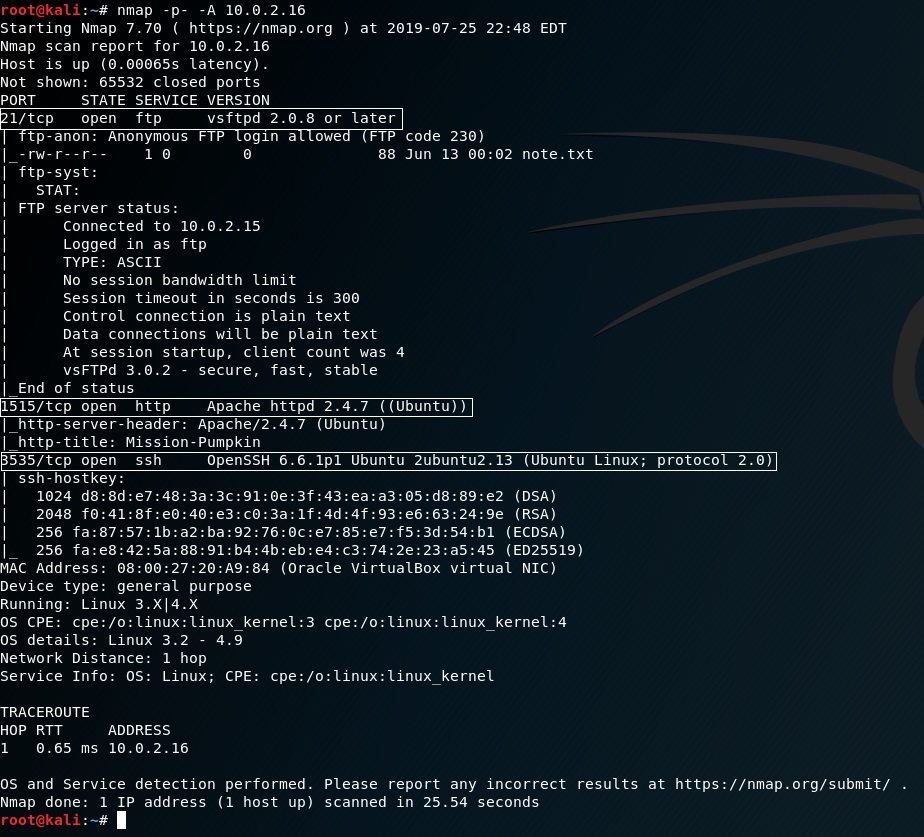 root@kali:~# nmap -p- -A 10.0.2.16
Starting Nmap 7.70 ( https://nmap.org ) at 2019-07-25 22:48 EDT
Nmap scan report for 10.0.2.16
Host is up (0.00065s latency).
Not shown: 65532 closed ports
PORT     STATE SERVICE VERSION
21/tcp   open  ftp     vsftpd 2.0.8 or later
| ftp-anon: Anonymous FTP login allowed (FTP code 230)
|_-rw-r--r--    1 0        0              88 Jun 13 00:02 note.txt
| ftp-syst:
|   STAT:
| FTP server status:
|      Connected to 10.0.2.15
|      Logged in as ftp
|      TYPE: ASCII
|      No session bandwidth limit
|      Session timeout in seconds is 300
|      Control connection is plain text
|      Data connections will be plain text
|      At session startup, client count was 4
|      vsFTPd 3.0.2 - secure, fast, stable
|_End of status
1515/tcp open  http    Apache httpd 2.4.7 ((Ubuntu))
|_http-server-header: Apache/2.4.7 (Ubuntu)
|_http-title: Mission-Pumpkin
3535/tcp open  ssh     OpenSSH 6.6.1p1 Ubuntu 2ubuntu2.13 (Ubuntu Linux; protocol 2.0)
| ssh-hostkey:
|   1024 d8:8d:e7:48:3a:3c:91:0e:3f:43:ea:a3:05:d8:89:e2 (DSA)
|   2048 f0:41:8f:e0:40:e3:c0:3a:1f:4d:4f:93:e6:63:24:9e (RSA)
|   256 fa:87:57:1b:a2:ba:92:76:0c:e7:85:e7:f5:3d:54:b1 (ECDSA)
|_  256 fa:e8:42:5a:88:91:b4:4b:eb:e4:c3:74:2e:23:a5:45 (ED25519)
MAC Address: 08:00:27:20:A9:84 (Oracle VirtualBox virtual NIC)
Device type: general purpose
Running: Linux 3.X|4.X
OS CPE: cpe:/o:linux:linux_kernel:3 cpe:/o:linux:linux_kernel:4
OS details: Linux 3.2 - 4.9
Network Distance: 1 hop
Service Info: OS: Linux; CPE: cpe:/o:linux:linux_kernel
TRACEROUTE
HOP RTT     ADDRESS
1   0.65 ms 10.0.2.16
OS and Service detection performed. Please report any incorrect results at https://nmap.org/submit/ .
Nmap done: 1 IP address (1 host up) scanned in 25.54 seconds
root@kali:~#